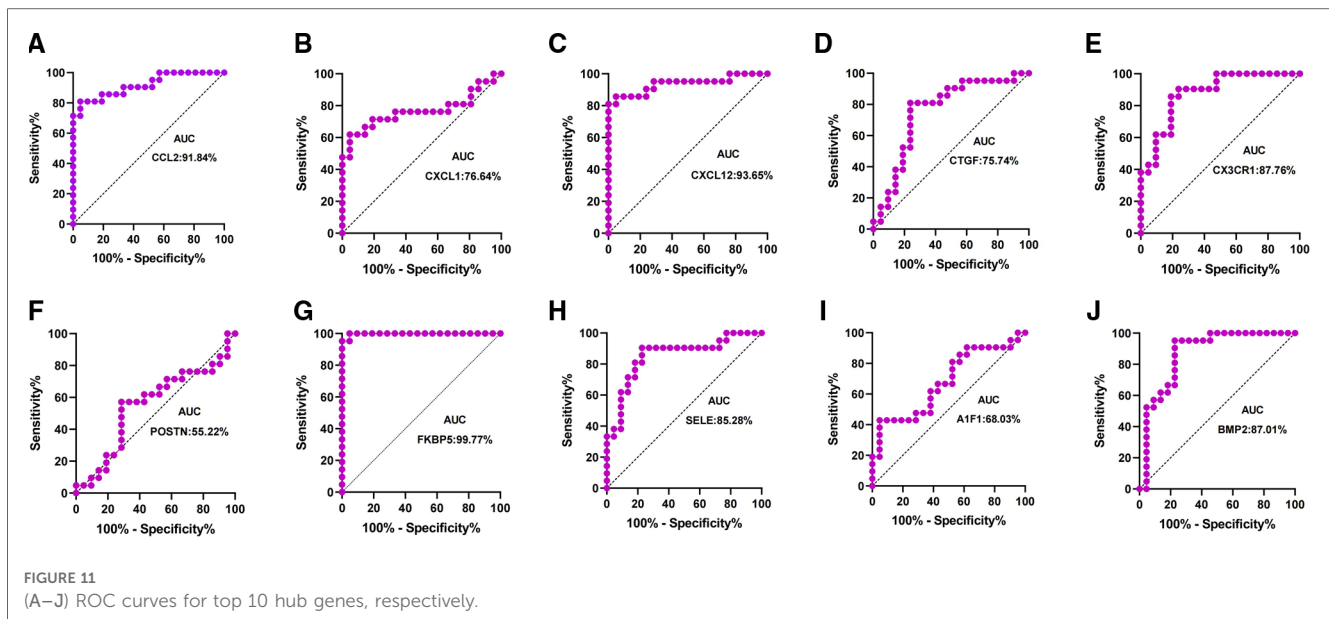 A
100
80
60
40
20
0
Sensitivity%
AUC
CCL2:91.84%
0 20 40 60 80 100
100% - Specificity%
B
100
80
60
40
20
0
Sensitivity%
AUC
CXCL1:76.64%
0 20 40 60 80 100
100% - Specificity%
C
100
80
60
40
20
0
Sensitivity%
AUC
CXCL12:93.65%
0 20 40 60 80 100
100% - Specificity%
D
100
80
60
40
20
0
Sensitivity%
AUC
CTGF:75.74%
0 20 40 60 80 100
100% - Specificity%
E
100
80
60
40
20
0
Sensitivity%
AUC
CX3CR1:87.76%
0 20 40 60 80 100
100% - Specificity%
F
100
80
60
40
20
0
Sensitivity%
AUC
POSTN:55.22%
0 20 40 60 80 100
100% - Specificity%
G
100
80
60
40
20
0
Sensitivity%
AUC
FKBP5:99.77%
0 20 40 60 80 100
100% - Specificity%
H
100
80
60
40
20
0
Sensitivity%
AUC
SELE:85.28%
0 20 40 60 80 100
100% - Specificity%
I
100
80
60
40
20
0
Sensitivity%
AUC
A1F1:68.03%
0 20 40 60 80 100
100% - Specificity%
J
100
80
60
40
20
0
Sensitivity%
AUC
BMP2:87.01%
0 20 40 60 80 100
100% - Specificity%
FIGURE 11
(A–J) ROC curves for top 10 hub genes, respectively.